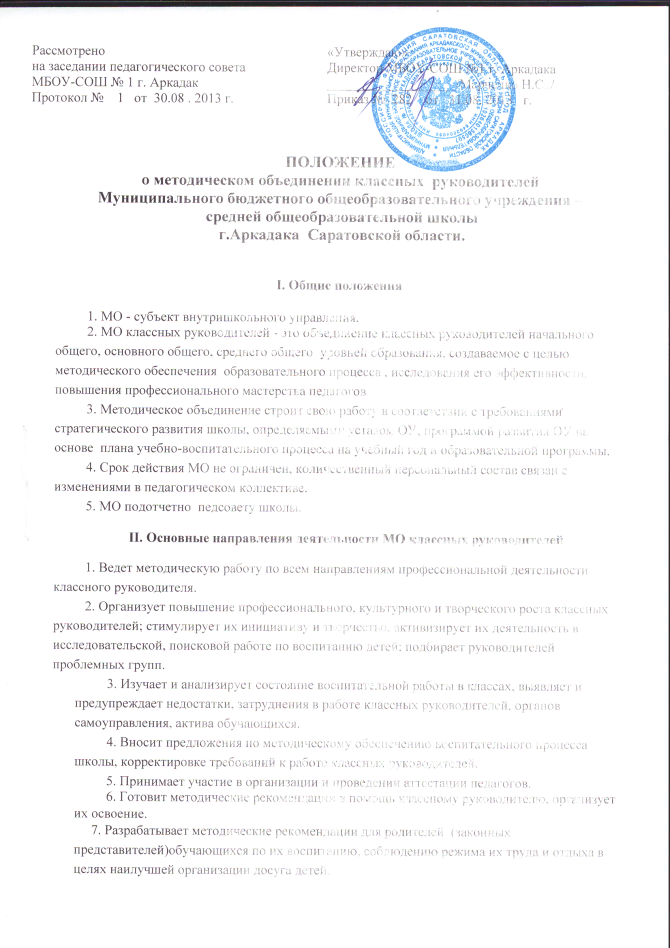 Рассмотрено
на заседании педагогического совета
МБОУ-СОШ № 1 г. Аркадак
Протокол № 1 от 30.08 . 2013 г.
«Утверждаю»
Директор МБОУ-СОШ №1 г. Аркадака
Н.С./
Приказ № г.
ПОЛОЖЕНИЕ
о методическом объединении классных руководителей
Муниципального бюджетного общеобразовательного учреждения –
средней общеобразовательной школы
г.Аркадака Саратовской области.
I. Общие положения
1. МО - субъект внутришкольного управления.
2. МО классных руководителей - это объединение классных руководителей начального
общего, основного общего, среднего общего уровней образования, создаваемое с целью
методического обеспечения образовательного процесса , исследования его эффективности,
повышения профессионального мастерства педагогов
3. Методическое объединение строит свою работу в соответствии с требованиями
стратегического развития школы, определяемыми уставом ОУ, программой развития ОУ на
основе плана учебно-воспитательного процесса на учебный год и образовательной программы.
4. Срок действия МО не ограничен, количественный персональный состав связан с
изменениями в педагогическом коллективе.
5. МО подотчетно педсовету школы.
II. Основные направления деятельности МО классных руководителей
1. Ведет методическую работу по всем направлениям профессиональной деятельности
классного руководителя.
2. Организует повышение профессионального, культурного и творческого роста классных
руководителей; стимулирует их инициативу и творчество, активизирует их деятельность в
исследовательской, поисковой работе по воспитанию детей; подбирает руководителей
проблемных групп.
3. Изучает и анализирует состояние воспитательной работы в классах, выявляет и
предупреждает недостатки, затруднения в работе классных руководителей, органов
самоуправления, актива обучающихся.
4. Вносит предложения по методическому обеспечению воспитательного процесса
школы, корректировке требований к работе классных руководителей.
5. Принимает участие в организации и проведении аттестации педагогов.
6. Готовит методические рекомендации в помощь классному руководителю, организует
их освоение.
7. Разрабатывает методические рекомендации для родителей (законных
представителей)обучающихся по их воспитанию, соблюдению режима их труда и отдыха в
целях наилучшей организации досуга детей.